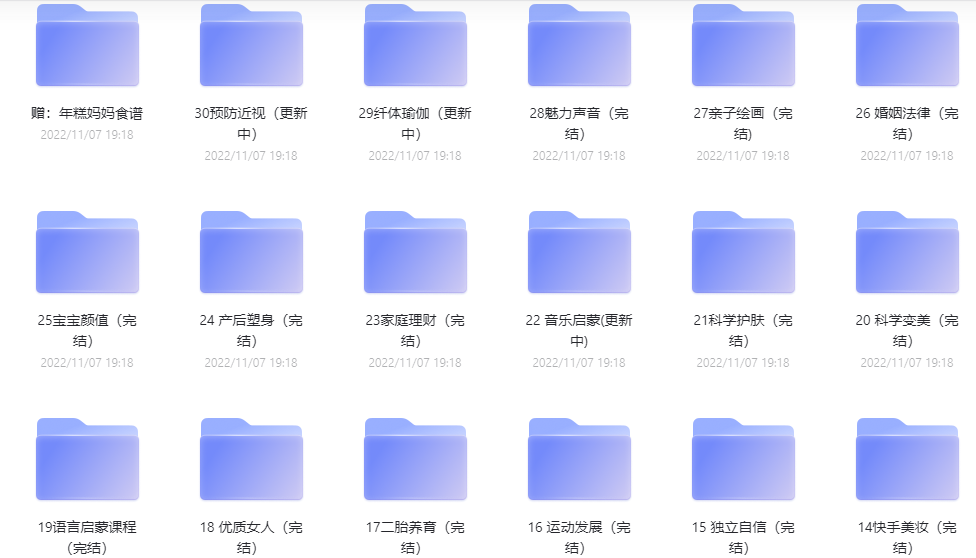 赠：年糕妈妈食谱
2022/11/07 19:18
30预防近视（更新
中）
2022/11/07 19:18
29纤体瑜伽（更新
中）
2022/11/07 19:18
28魅力声音（完
结）
2022/11/07 19:18
27亲子绘画（完
结)
2022/11/07 19:18
26 婚姻法律（完
结）
2022/11/07 19:18
25宝宝颜值（完
结）
2022/11/07 19:18
24 产后塑身（完
结）
2022/11/07 19:18
23家庭理财（完
结）
2022/11/07 19:18
22 音乐启蒙(更新
中)
2022/11/07 19:18
21科学护肤（完
结）
2022/11/07 19:18
20 科学变美（完
结）
2022/11/07 19:18
19语言启蒙课程
（完结）
18 优质女人（完
结）
17二胎养育（完
结）
16 运动发展（完
结）
15 独立自信（完
结）
14快手美妆（完
结）